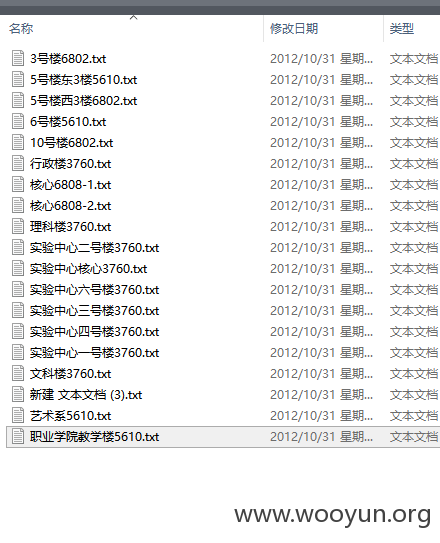 名称 修改日期 类型
3号楼6802.txt 2012/10/31 星期... 文本文档
5号楼东3楼5610.txt 2012/10/31 星期... 文本文档
5号楼西3楼6802.txt 2012/10/31 星期... 文本文档
6号楼5610.txt 2012/10/31 星期... 文本文档
10号楼6802.txt 2012/10/31 星期... 文本文档
行政楼3760.txt 2012/10/31 星期... 文本文档
核心6808-1.txt 2012/10/31 星期... 文本文档
核心6808-2.txt 2012/10/31 星期... 文本文档
理科楼3760.txt 2012/10/31 星期... 文本文档
实验中心二号楼3760.txt 2012/10/31 星期... 文本文档
实验中心核心3760.txt 2012/10/31 星期... 文本文档
实验中心六号楼3760.txt 2012/10/31 星期... 文本文档
实验中心三号楼3760.txt 2012/10/31 星期... 文本文档
实验中心四号楼3760.txt 2012/10/31 星期... 文本文档
实验中心一号楼3760.txt 2012/10/31 星期... 文本文档
文科楼3760.txt 2012/10/31 星期... 文本文档
新建 文本文档 (3).txt 2012/10/31 星期... 文本文档
艺术系5610.txt 2012/10/31 星期... 文本文档
职业学院教学楼5610.txt 2012/10/31 星期... 文本文档
www.wooyun.org